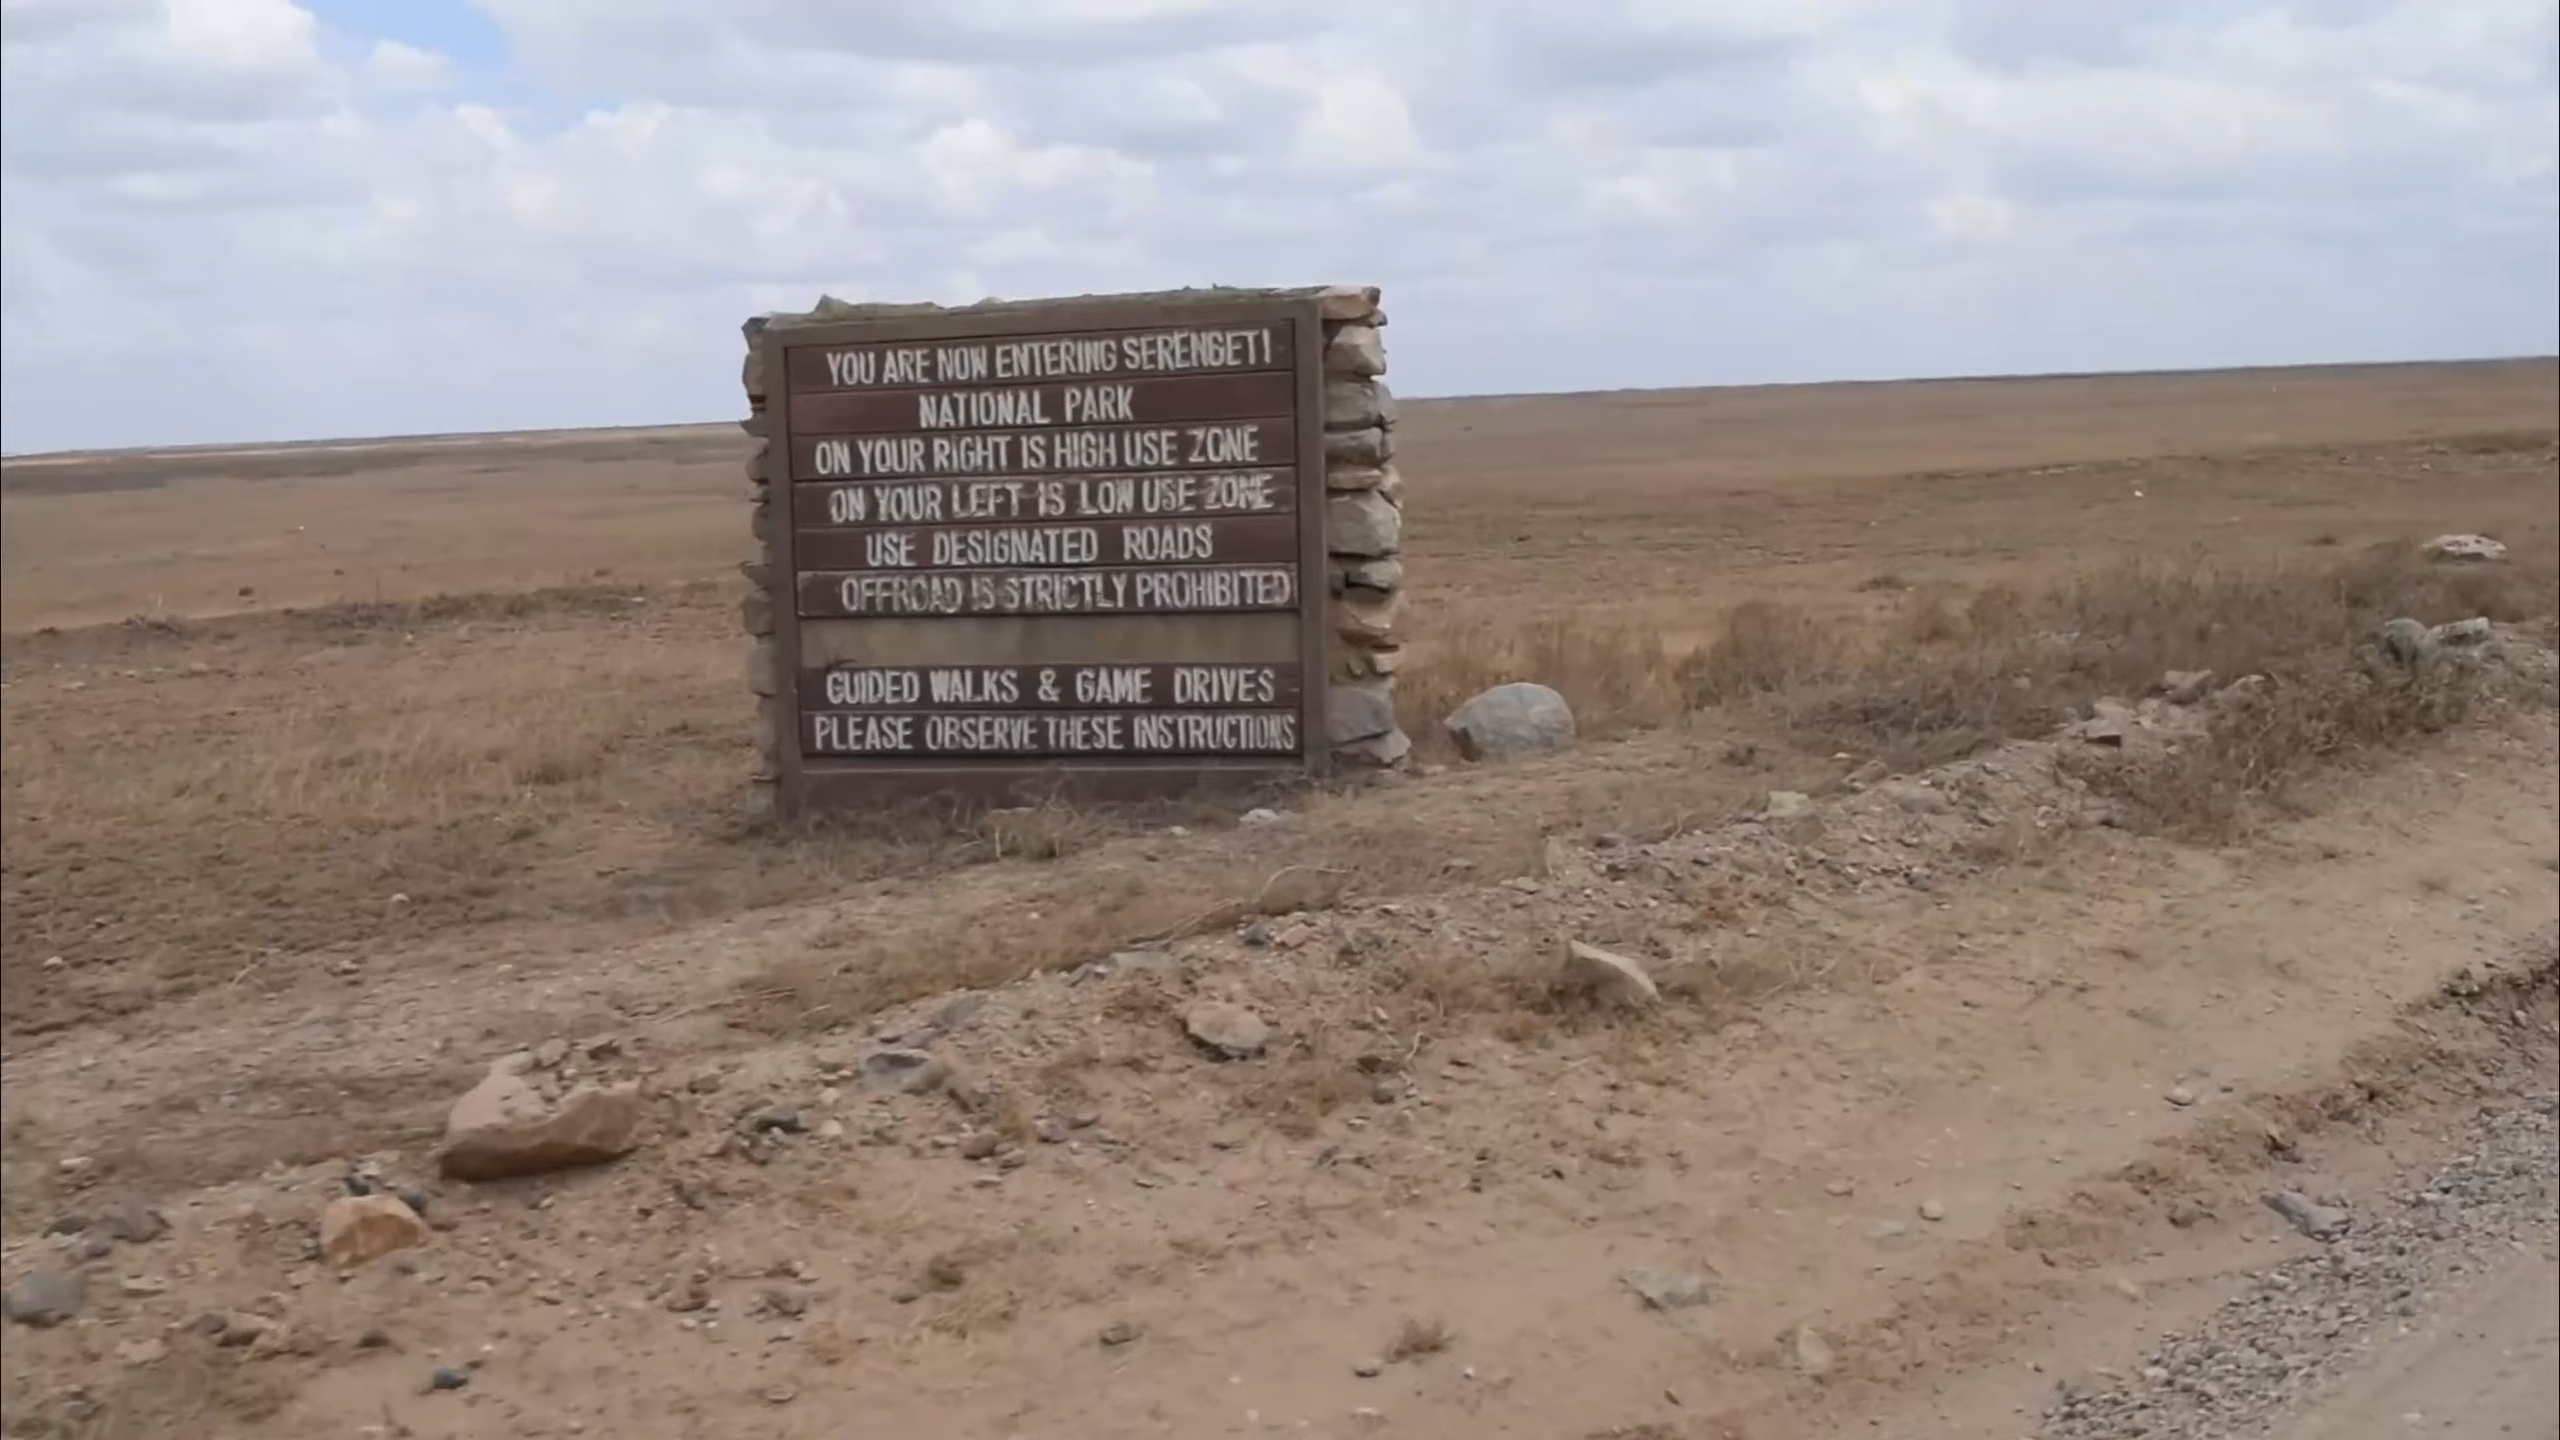 YOU ARE NOW ENTERING SERENGETI
NATIONAL PARK
ON YOUR RIGHT IS HIGH USE ZONE
ON YOUR LEFT IS LOW USE ZONE
USE DESIGNATED ROADS
OFFROAD IS STRICTLY PROHIBITED
GUIDED WALKS & GAME DRIVES
PLEASE OBSERVE THESE INSTRUCTIONS